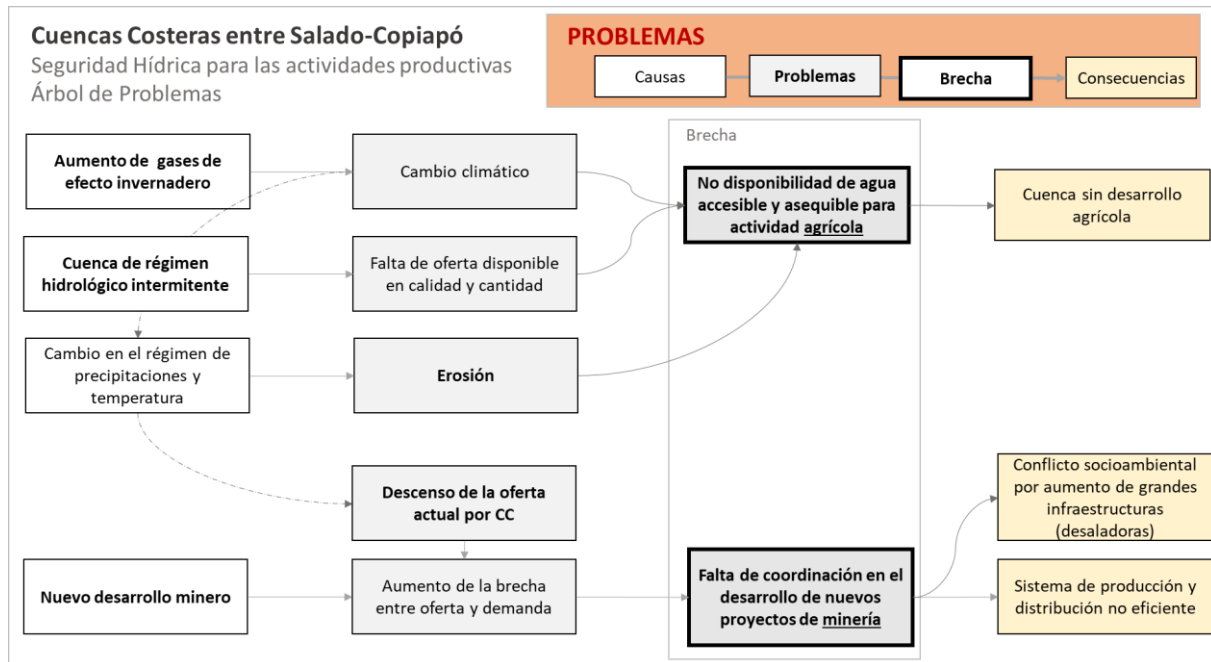 Cuencas Costeras entre Salado-Copiapó
Seguridad Hídrica para las actividades productivas
Árbol de Problemas
PROBLEMAS
Causas
Problemas
Brecha
Consecuencias
Brecha
Aumento de gases de
efecto invernadero
Cambio climático
No disponibilidad de agua
accesible y asequible para
actividad agrícola
Cuenca sin desarrollo
agrícola
Cuenca de régimen
hidrológico intermitente
Falta de oferta disponible
en calidad y cantidad
Cambio en el régimen de
precipitaciones y
temperatura
Erosión
Descenso de la oferta
actual por CC
Conflicto socioambiental
por aumento de grandes
infraestructuras
(desaladoras)
Nuevo desarrollo minero
Aumento de la brecha
entre oferta y demanda
Falta de coordinación en el
desarrollo de nuevos
proyectos de minería
Sistema de producción y
distribución no eficiente